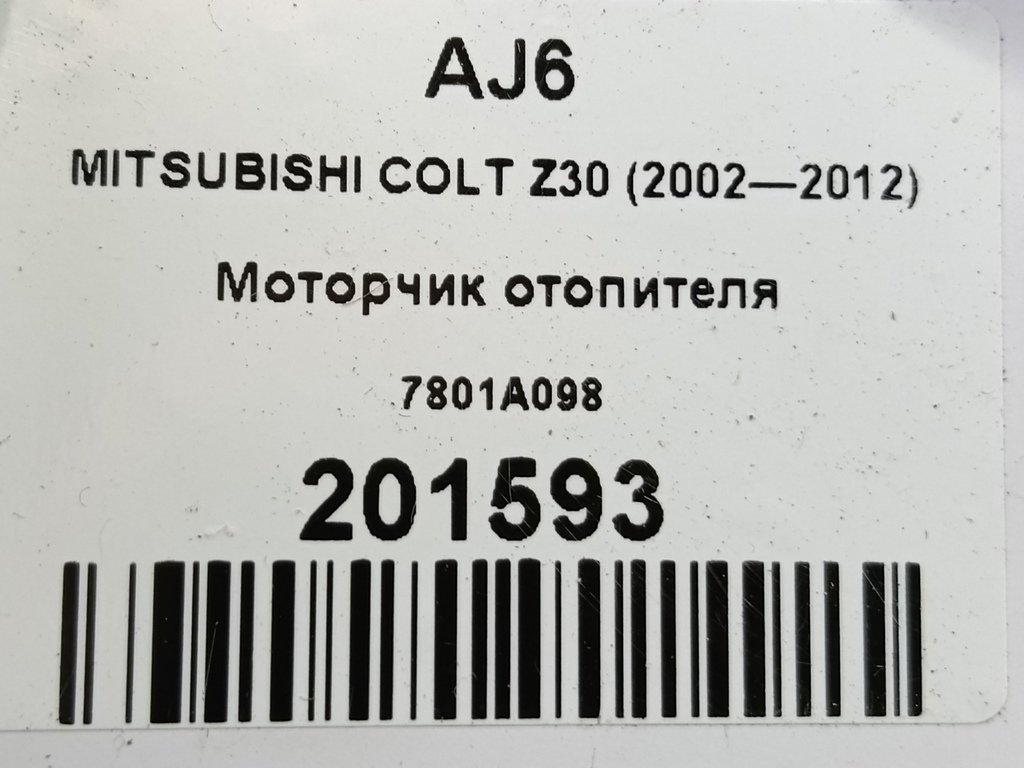 AJ6
MITSUBISHI COLT Z30 (2002—2012)
Моторчик отопителя
7801A098
201593